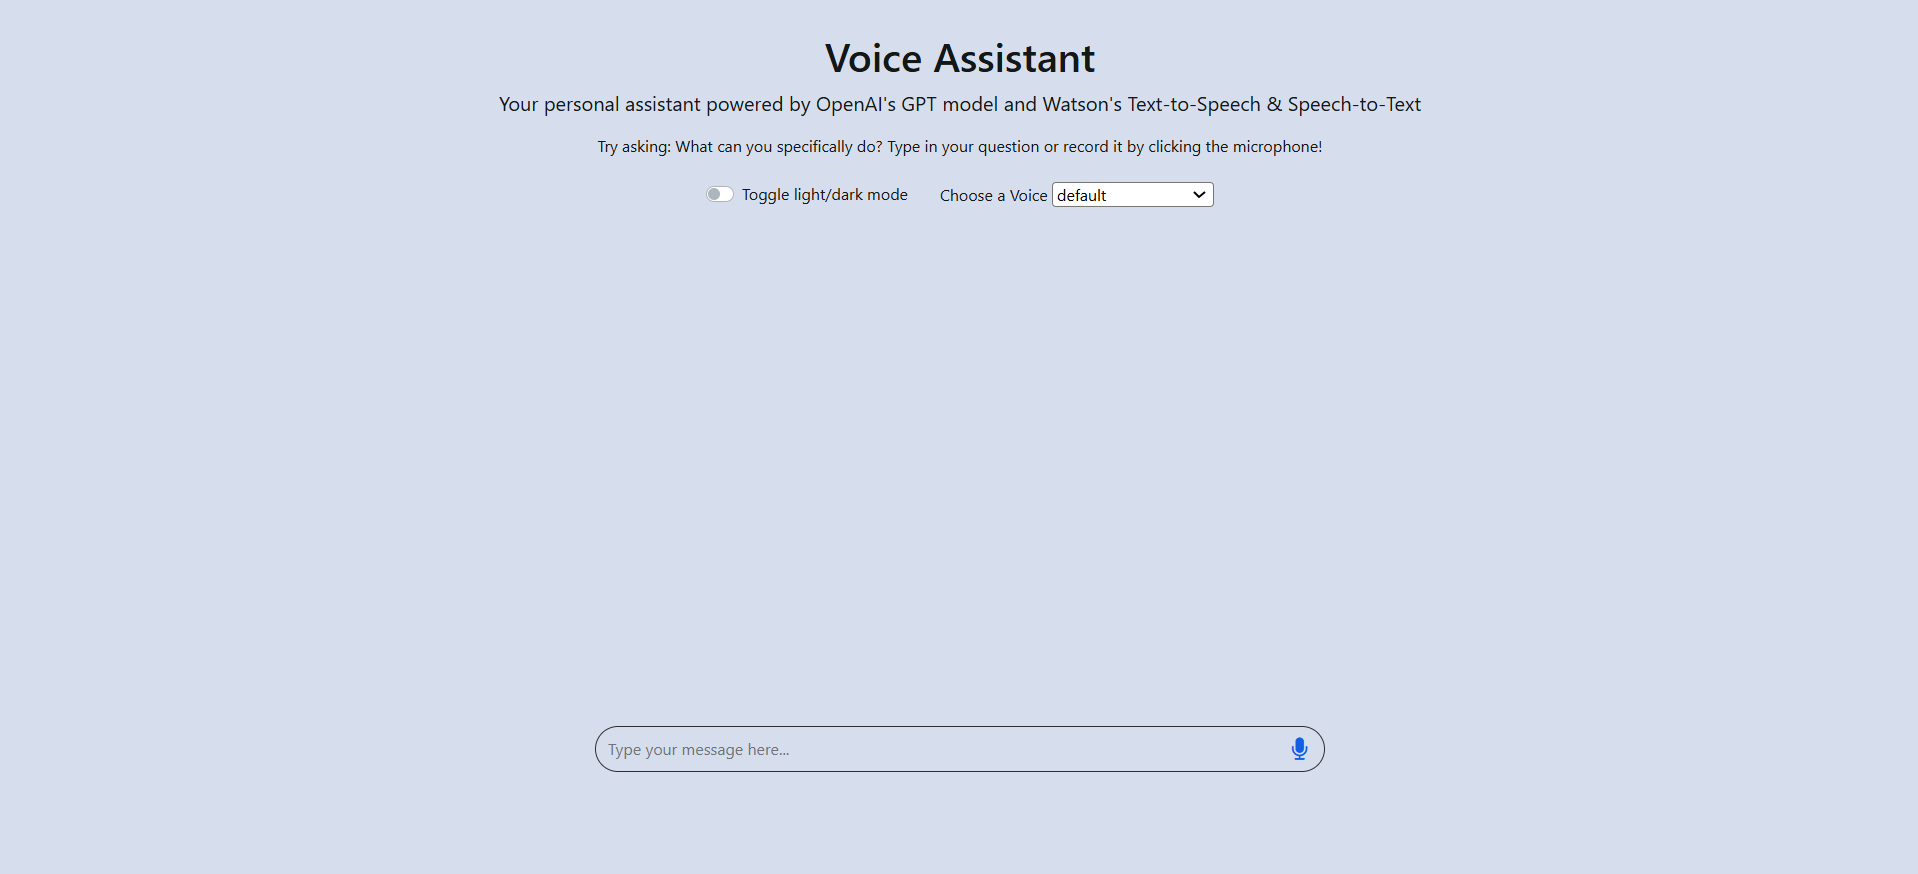 Voice Assistant
Your personal assistant powered by OpenAI's GPT model and Watson's Text-to-Speech & Speech-to-Text
Try asking: What can you specifically do? Type in your question or record it by clicking the microphone!
Toggle light/dark mode Choose a Voice default
Type your message here...